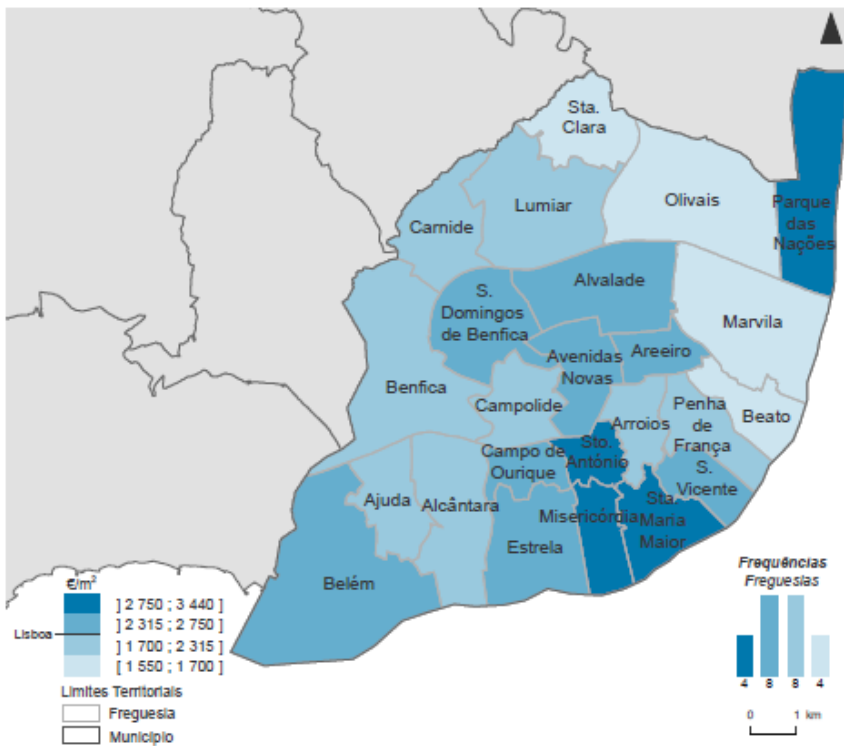 Sta.
Clara
Olivais
Parque
das
Nações
Lumiar
Carnide
Alvalade
S.
Domingos
de Benfica
Marvila
Avenidas
Novas
Areeiro
Benfica
Campolide
Arroios
Penha
de
França
Beato
Campo de
Ourique
Sto.
António
S.
Vicente
Ajuda
Alcântara
Misericórdia
Sta
Maria
Maior
Estrela
Belém
€/m²
] 2 750 ; 3 440 ]
] 2 315 ; 2 750 ]
Lisboa
] 1 700 ; 2 315 ]
[ 1 550 ; 1 700 ]
Limites Territoriais
Freguesia
Município
Frequências
Freguesias
4 8 8 4
0 1 km